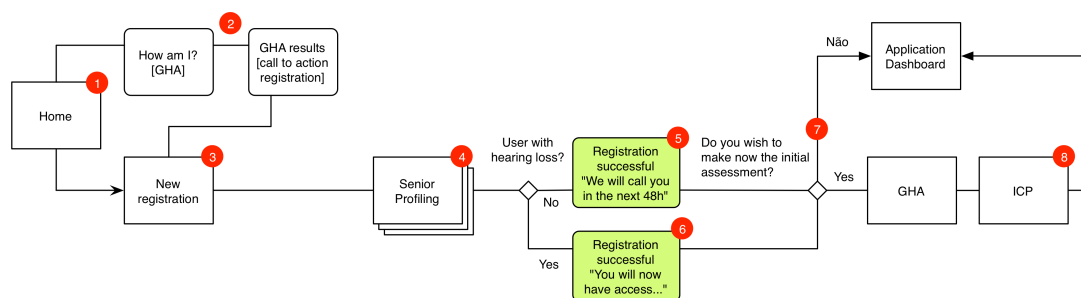 1
Home
2
How am I?
[GHA]
GHA results
[call to action
registration]
3
New
registration
4
Senior
Profiling
User with
hearing loss?
No
Yes
5
Registration
successful
"We will call you
in the next 48h"
6
Registration
successful
"You will now
have access..."
Do you wish to
make now the initial
assessment?
7
Não
Yes
Application
Dashboard
GHA
8
ICP